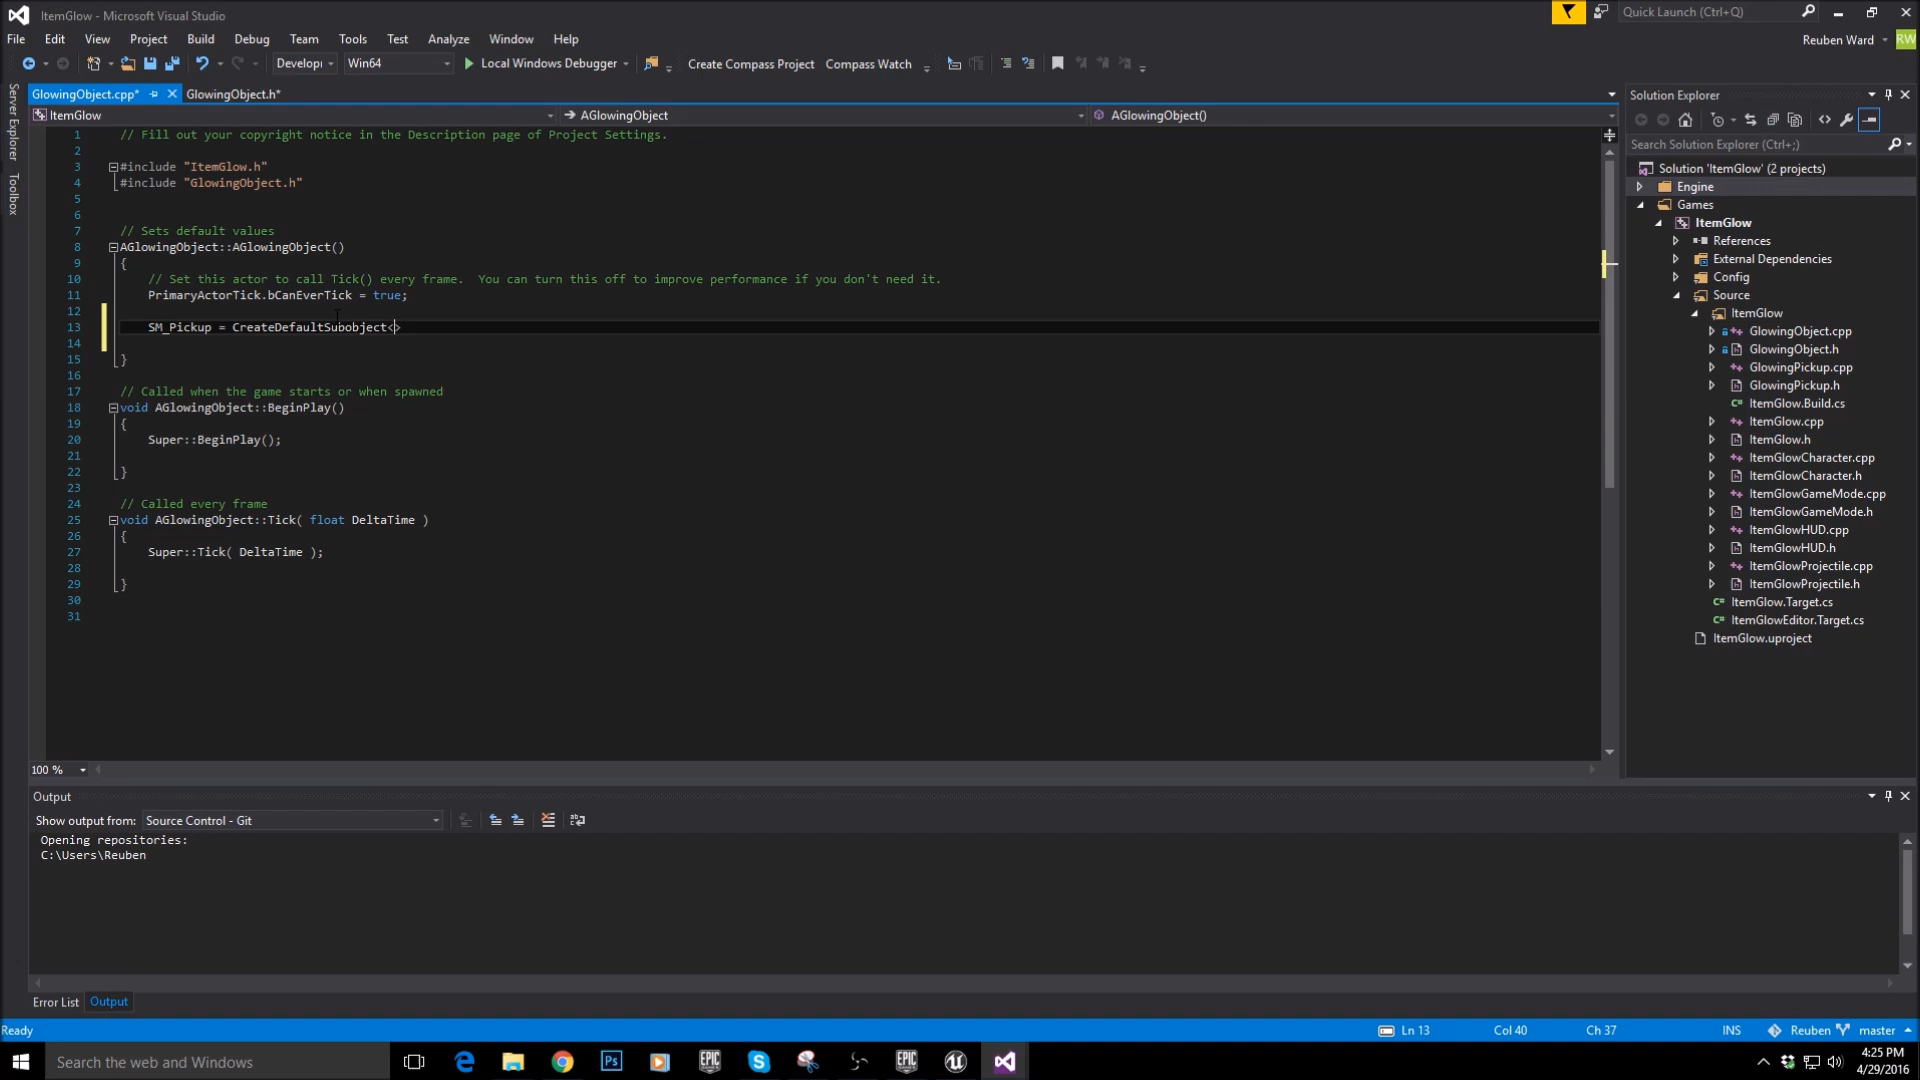 ItemGlow - Microsoft Visual Studio
Quick Launch (Ctrl+Q)
File Edit View Project Build Debug Team Tools Test Analyze Window Help
Reuben Ward RW
Develop Win64 Local Windows Debugger Create Compass Project Compass Watch
GlowingObject.cpp* GlowingObject.h*
ItemGlow AGlowingObject AGlowingObject()
Server Explorer
Toolbox
1 // Fill out your copyright notice in the Description page of Project Settings.
2
3 #include "ItemGlow.h"
4 #include "GlowingObject.h"
5
6
7 // Sets default values
8 AGlowingObject::AGlowingObject()
9 {
10 // Set this actor to call Tick() every frame.  You can turn this off to improve performance if you don't need it.
11 PrimaryActorTick.bCanEverTick = true;
12
13 SM_Pickup = CreateDefaultSubobject<>
14
15 }
16
17 // Called when the game starts or when spawned
18 void AGlowingObject::BeginPlay()
19 {
20 Super::BeginPlay();
21
22 }
23
24 // Called every frame
25 void AGlowingObject::Tick( float DeltaTime )
26 {
27 Super::Tick( DeltaTime );
28
29 }
30
31
100 %
Solution Explorer
Search Solution Explorer (Ctrl+;)
Solution 'ItemGlow' (2 projects)
Engine
Games
ItemGlow
References
External Dependencies
Config
Source
ItemGlow
GlowingObject.cpp
GlowingObject.h
GlowingPickup.cpp
GlowingPickup.h
ItemGlow.Build.cs
ItemGlow.cpp
ItemGlow.h
ItemGlowCharacter.cpp
ItemGlowCharacter.h
ItemGlowGameMode.cpp
ItemGlowGameMode.h
ItemGlowHUD.cpp
ItemGlowHUD.h
ItemGlowProjectile.cpp
ItemGlowProjectile.h
ItemGlow.Target.cs
ItemGlowEditor.Target.cs
ItemGlow.uproject
Output
Show output from: Source Control - Git
Opening repositories:
C:\Users\Reuben
Error List Output
Ready Ln 13 Col 40 Ch 37 INS Reuben master
Search the web and Windows
Ps EPIC GAMES EPIC GAMES
4:25 PM
4/29/2016